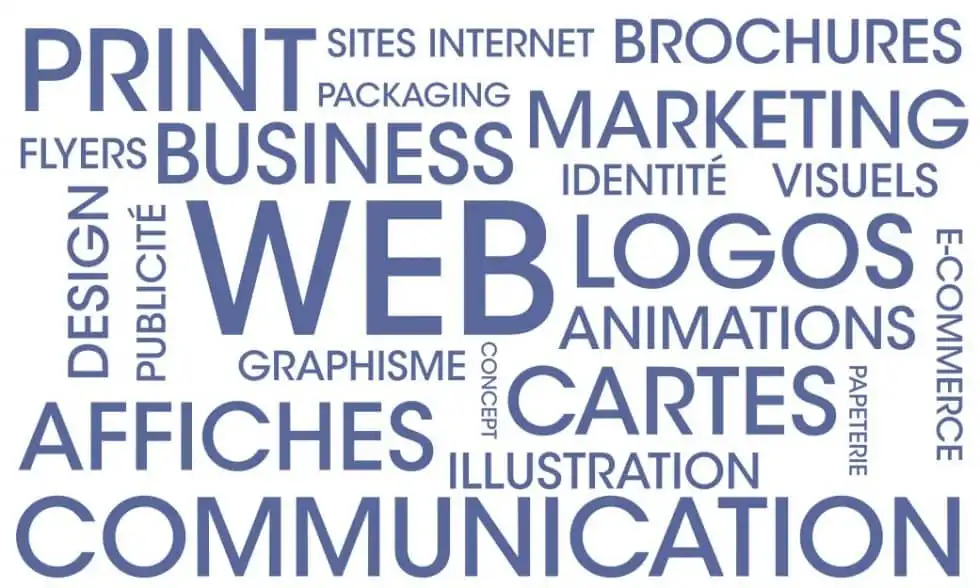 PRINT
SITES INTERNET
BROCHURES
PACKAGING
MARKETING
FLYERS
BUSINESS
IDENTITÉ
VISUELS
DESIGN
PUBLICITÉ
WEB
LOGOS
E-COMMERCE
ANIMATIONS
GRAPHISME
CONCEPT
CARTES
PAPETERIE
AFFICHES
ILLUSTRATION
COMMUNICATION